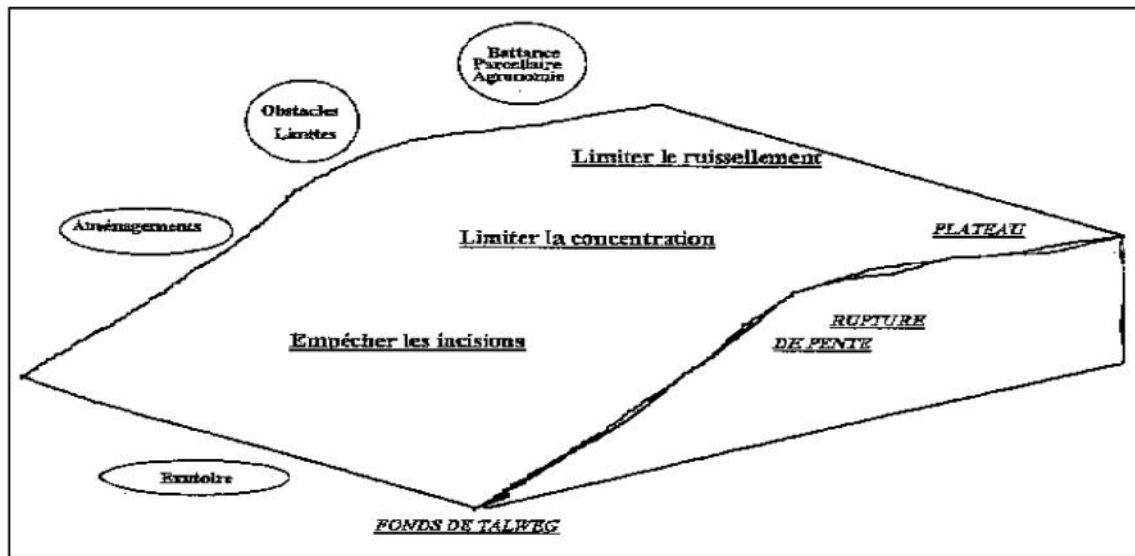 Battance
Parcellaire
Agronomie
Obstacles
Limites
Limiter le ruissellement
Aménagements
Limiter la concentration
PLATEAU
RUPTURE
DE PENTE
Empêcher les incisions
Exutoire
FONDS DE TALWEG